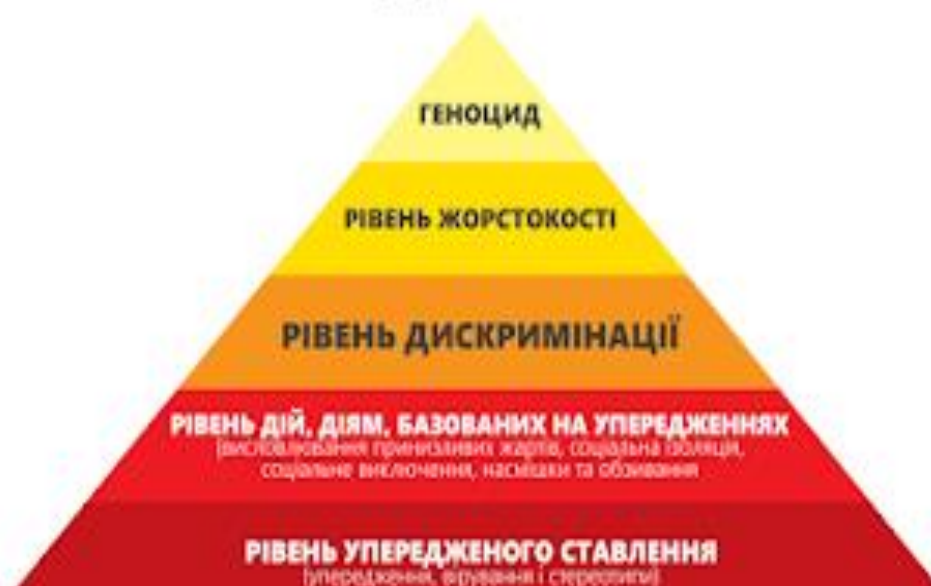 ГЕНОЦИД
РІВЕНЬ ЖОРСТОКОСТІ
РІВЕНЬ ДИСКРИМІНАЦІЇ
РІВЕНЬ ДІЙ, ДІЯМ, БАЗОВАНИХ НА УПЕРЕДЖЕННЯХ
(висловлювання принизливих жартів, соціальна ізоляція,
соціальне виключення, насмішки та обзивання
РІВЕНЬ УПЕРЕДЖЕНОГО СТАВЛЕННЯ
(упередження, вірування і стереотипи)